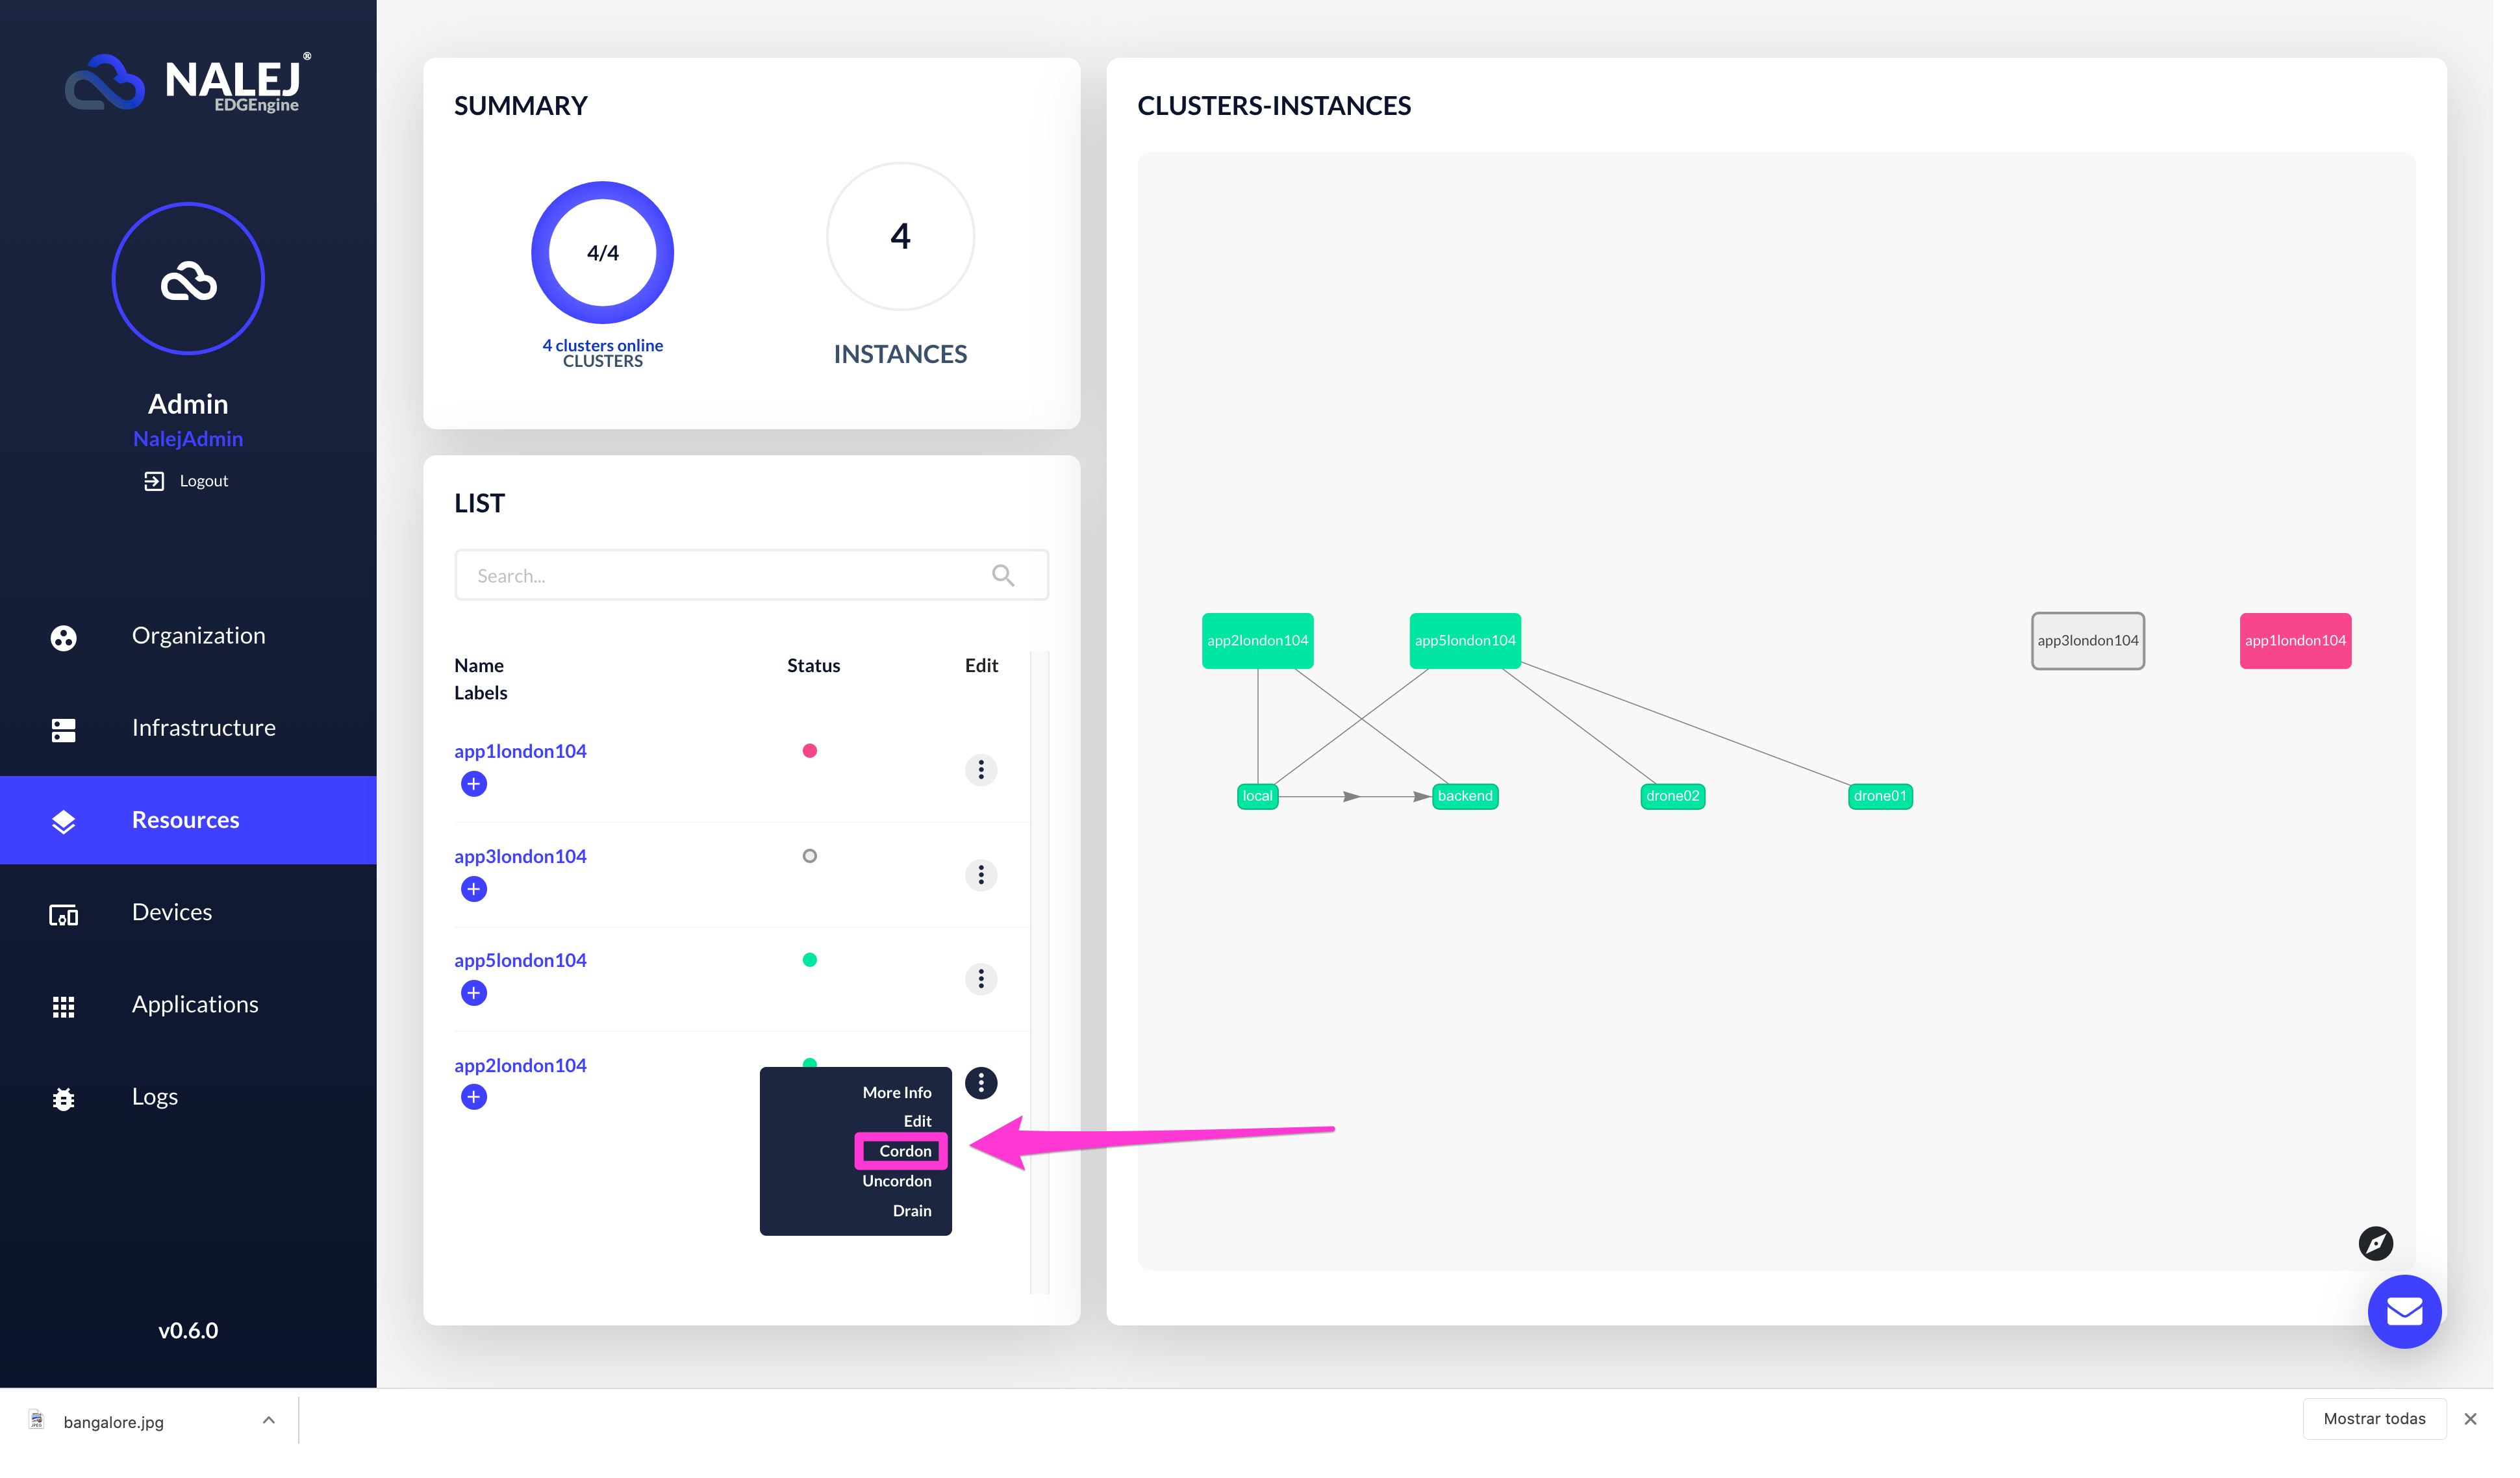 NALEJ®
EDGEngine
Admin
NalejAdmin
Logout
Organization
Infrastructure
Resources
Devices
Applications
Logs
v0.6.0
SUMMARY
4/4
4 clusters online
CLUSTERS
4
INSTANCES
LIST
Search...
Name Status Edit
Labels
app1london104
app3london104
app5london104
app2london104
More Info
Edit
Cordon
Uncordon
Drain
CLUSTERS-INSTANCES
app2london104 app5london104 app3london104 app1london104
local backend drone02 drone01
JPEG
bangalore.jpg
Mostrar todas